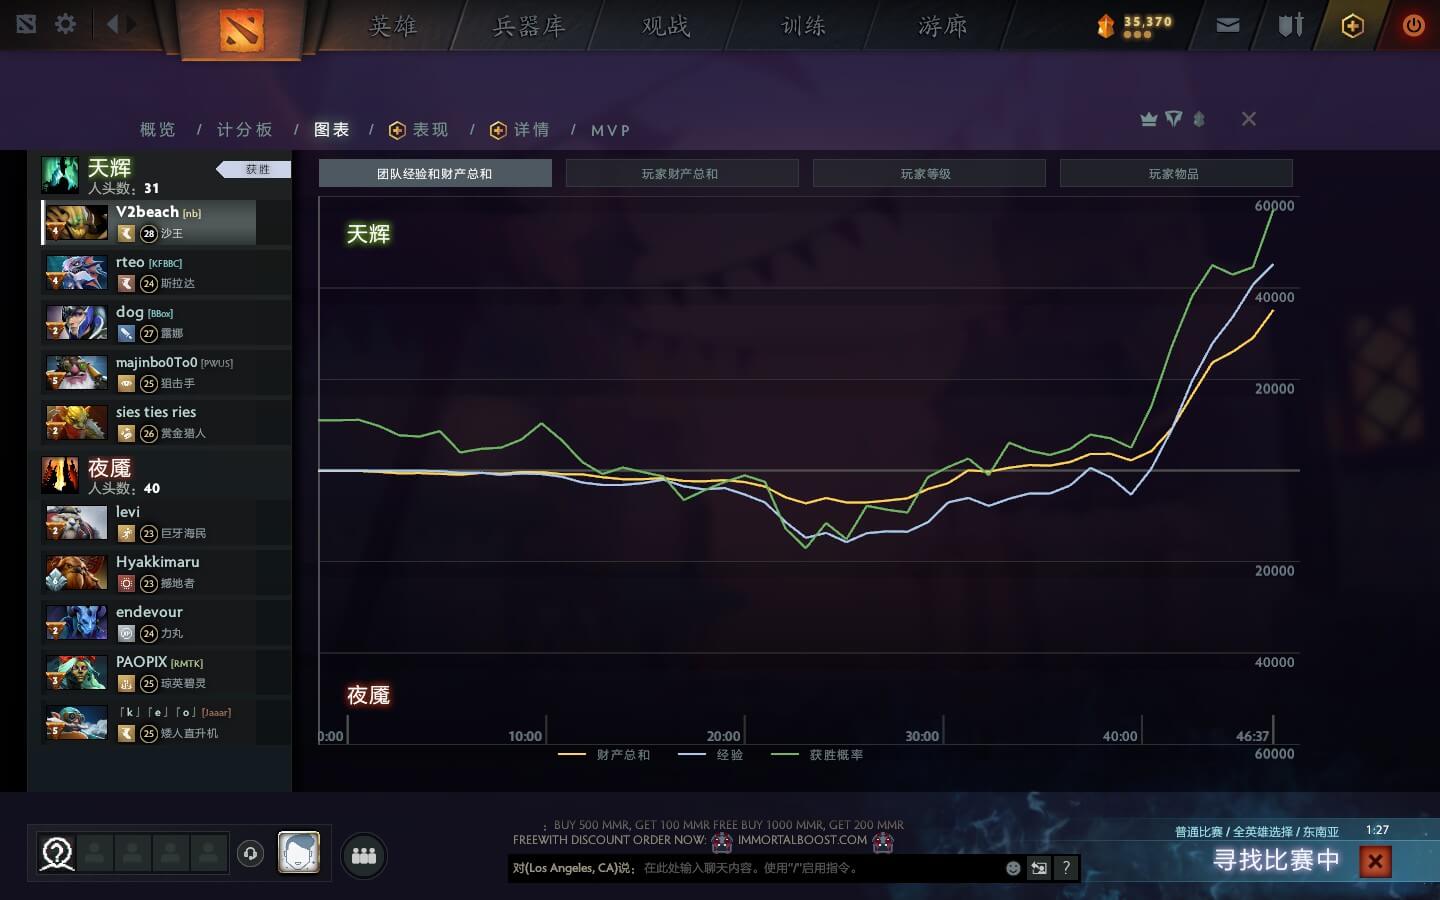 英雄
兵器库
观战
训练
游廊
35,370
概览 / 计分板 / 图表 / 表现 / 详情 / MVP
天辉
获胜
人头数：31
V2beach [nb]
4
28 沙王
rteo [KFBBC]
4
24 斯拉达
dog [BBox]
2
27 露娜
majinbo0To0 [PWUS]
5
25 狙击手
sies ties ries
2
26 赏金猎人
夜魇
人头数：40
levi
2
23 巨牙海民
Hyakkimaru
6
23 撼地者
endevour
2
24 力丸
PAOPIX [RMTK]
3
25 琼英碧灵
「k」「e」「o」 [Jaaar]
5
25 矮人直升机
团队经验和财产总和
玩家财产总和
玩家等级
玩家物品
天辉
60000
40000
20000
20000
40000
夜魇
0:00
10:00
20:00
30:00
40:00
46:37
60000
财产总和
经验
获胜概率
: BUY 500 MMR, GET 100 MMR FREE BUY 1000 MMR, GET 200 MMR
FREEWITH DISCOUNT ORDER NOW: IMMORTALBOOST.COM
对(Los Angeles, CA)说： 在此处输入聊天内容。使用"/"启用指令。
?
普通比赛 / 全英雄选择 / 东南亚
1:27
寻找比赛中